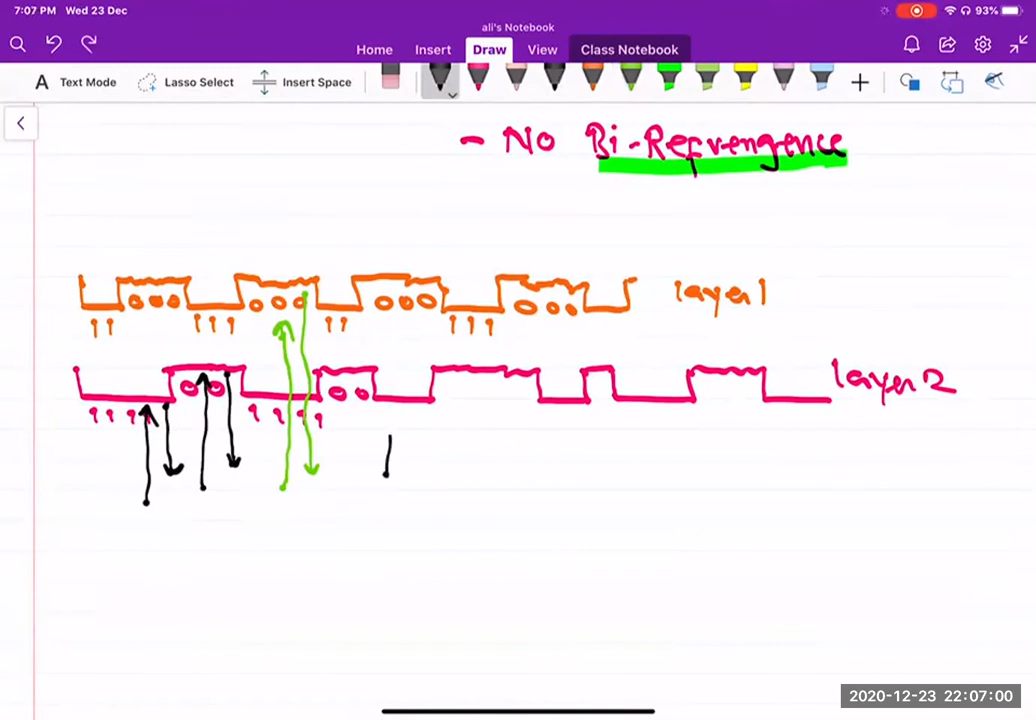 7:07 PM Wed 23 Dec
93%
ali's Notebook
Home Insert Draw View Class Notebook
A Text Mode Lasso Select Insert Space
- No Bi-Refrengence
layer 1
layer 2
2020-12-23 22:07:00